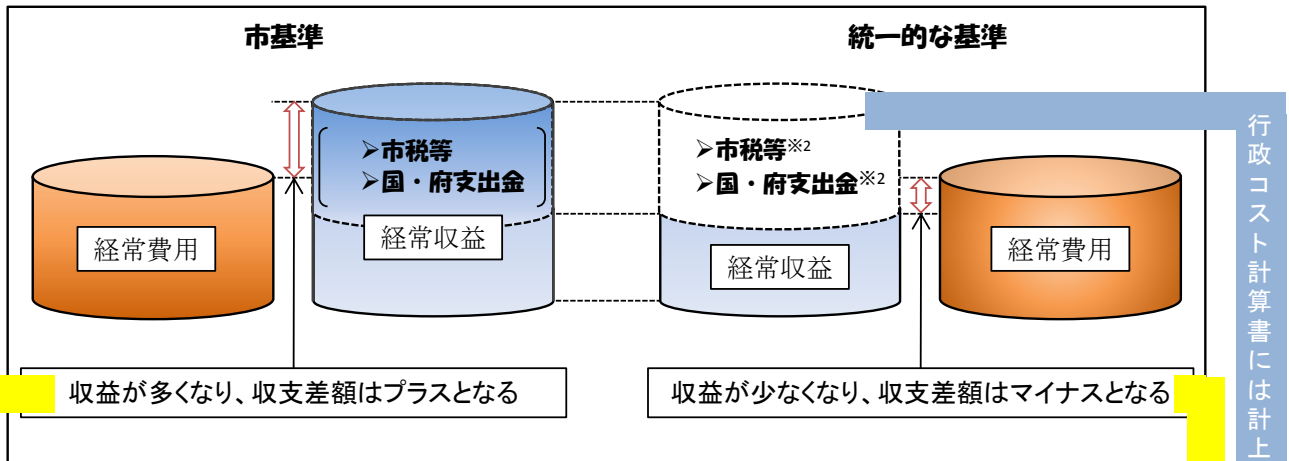 市基準
統一的な基準
➢市税等
➢国・府支出金
経常費用
経常収益
➢市税等※2
➢国・府支出金※2
経常収益
経常費用
収益が多くなり、収支差額はプラスとなる
収益が少なくなり、収支差額はマイナスとなる
行政コスト計算書には計上